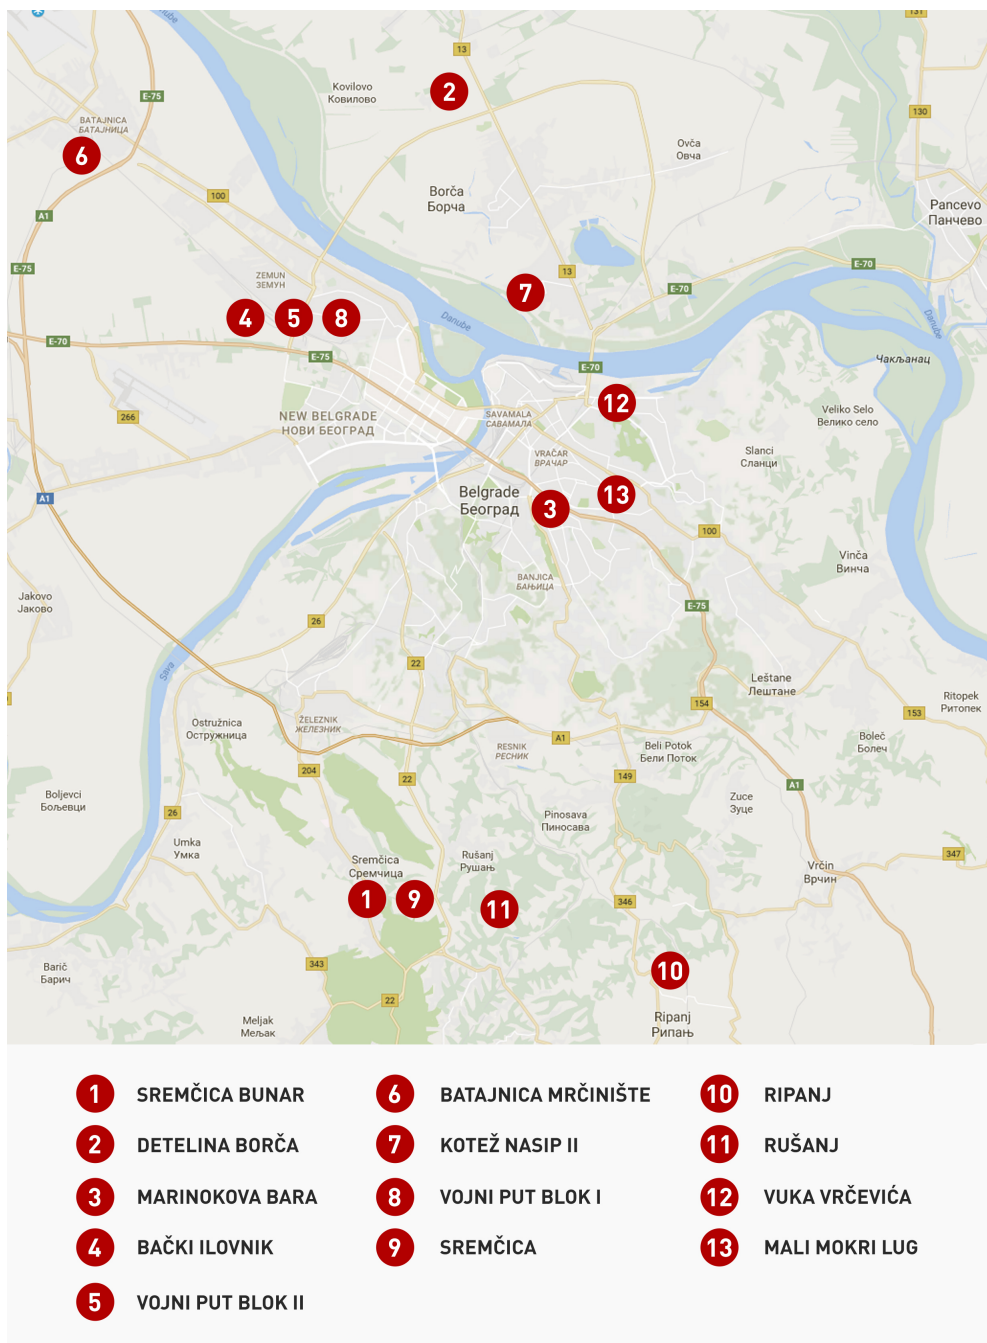 Danube
131
13
Kovilovo
Ковилово
2
E-75
130
BATAJNICA
БАТАЈНИЦА
6
Ovča
Овча
100
Borča
Борча
Pancevo
Панчево
A1
E-75
ZEMUN
ЗЕМУН
13
E-70
7
E-70
4
5
8
Danube
Danube
E-70
E-75
Чакљанац
E-70
12
266
NEW BELGRADE
НОВИ БЕОГРАД
SAVAMALA
САВАМАЛА
Veliko Selo
Велико село
VRAČAR
ВРАЧАР
Slanci
Сланци
A1
Belgrade
Београд
3
13
100
Vinča
Винча
BANJICA
БАЊИЦА
Jakovo
Јаково
26
E-75
Sava
22
Leštane
Лештане
Ritopek
Ритопек
154
153
Ostružnica
Остружница
ŽELEZNIK
ЖЕЛЕЗНИК
A1
RESNIK
РЕСНИК
Beli Potok
Бели Поток
Boleč
Болеч
204
22
149
A1
Boljevci
Бољевци
26
Zuce
Зуце
Pinosava
Пиносава
Umka
Умка
Sremčica
Сремчица
Rušanj
Рушањ
347
Vrčin
Врчин
1
9
11
346
Barič
Барич
343
10
22
Meljak
Мељак
Ripanj
Рипањ
1 SREMČICA BUNAR
2 DETELINA BORČA
3 MARINOKOVA BARA
4 BAČKI ILOVNIK
5 VOJNI PUT BLOK II
6 BATAJNICA MRČINIŠTE
7 KOTEŽ NASIP II
8 VOJNI PUT BLOK I
9 SREMČICA
10 RIPANJ
11 RUŠANJ
12 VUKA VRČEVIĆA
13 MALI MOKRI LUG